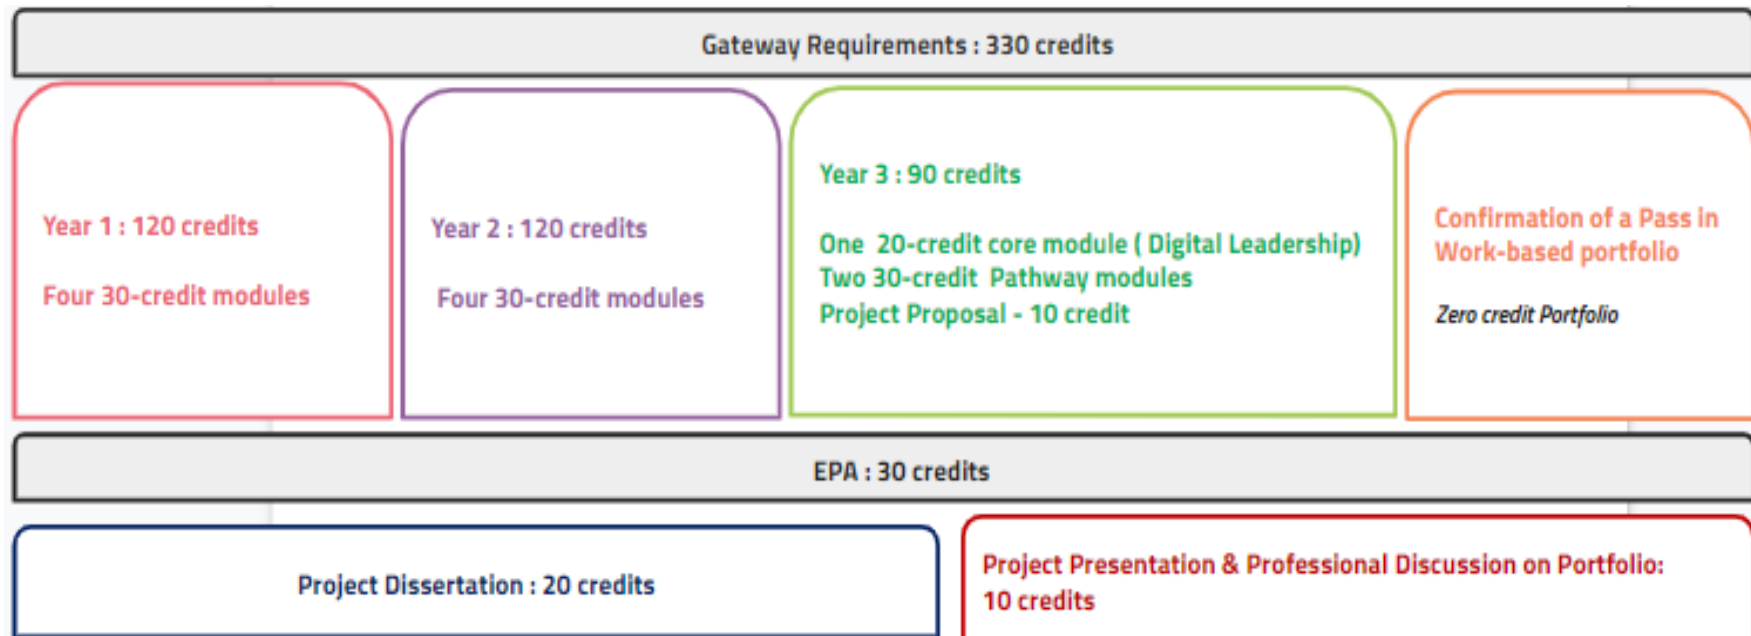 Gateway Requirements : 330 credits
Year 1 : 120 credits
Four 30-credit modules
Year 2 : 120 credits
Four 30-credit modules
Year 3 : 90 credits
One 20-credit core module ( Digital Leadership)
Two 30-credit Pathway modules
Project Proposal - 10 credit
Confirmation of a Pass in
Work-based portfolio
Zero credit Portfolio
EPA : 30 credits
Project Dissertation : 20 credits
Project Presentation & Professional Discussion on Portfolio:
10 credits